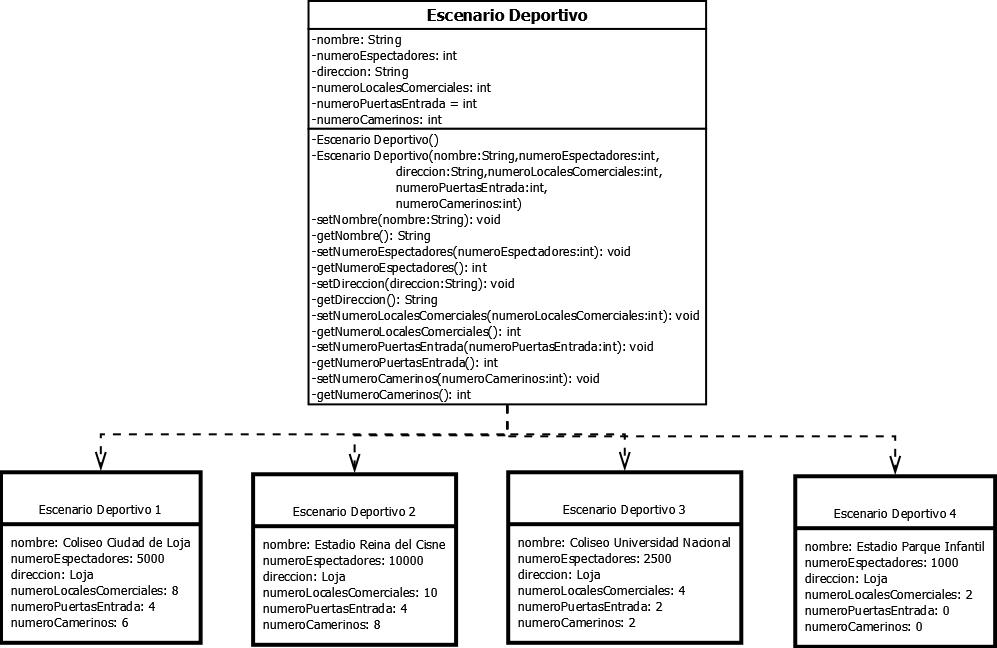 Escenario Deportivo
-nombre: String
-numeroEspectadores: int
-direccion: String
-numeroLocalesComerciales: int
-numeroPuertasEntrada = int
-numeroCamerinos: int
-Escenario Deportivo()
-Escenario Deportivo(nombre:String,numeroEspectadores:int,
direccion:String,numeroLocalesComerciales:int,
numeroPuertasEntrada:int,
numeroCamerinos:int)
-setNombre(nombre:String): void
-getNombre(): String
-setNumeroEspectadores(numeroEspectadores:int): void
-getNumeroEspectadores(): int
-setDireccion(direccion:String): void
-getDireccion(): String
-setNumeroLocalesComerciales(numeroLocalesComerciales:int): void
-getNumeroLocalesComerciales(): int
-setNumeroPuertasEntrada(numeroPuertasEntrada:int): void
-getNumeroPuertasEntrada(): int
-setNumeroCamerinos(numeroCamerinos:int): void
-getNumeroCamerinos(): int
Escenario Deportivo 1
nombre: Coliseo Ciudad de Loja
numeroEspectadores: 5000
direccion: Loja
numeroLocalesComerciales: 8
numeroPuertasEntrada: 4
numeroCamerinos: 6
Escenario Deportivo 2
nombre: Estadio Reina del Cisne
numeroEspectadores: 10000
direccion: Loja
numeroLocalesComerciales: 10
numeroPuertasEntrada: 4
numeroCamerinos: 8
Escenario Deportivo 3
nombre: Coliseo Universidad Nacional
numeroEspectadores: 2500
direccion: Loja
numeroLocalesComerciales: 4
numeroPuertasEntrada: 2
numeroCamerinos: 2
Escenario Deportivo 4
nombre: Estadio Parque Infantil
numeroEspectadores: 1000
direccion: Loja
numeroLocalesComerciales: 2
numeroPuertasEntrada: 0
numeroCamerinos: 0